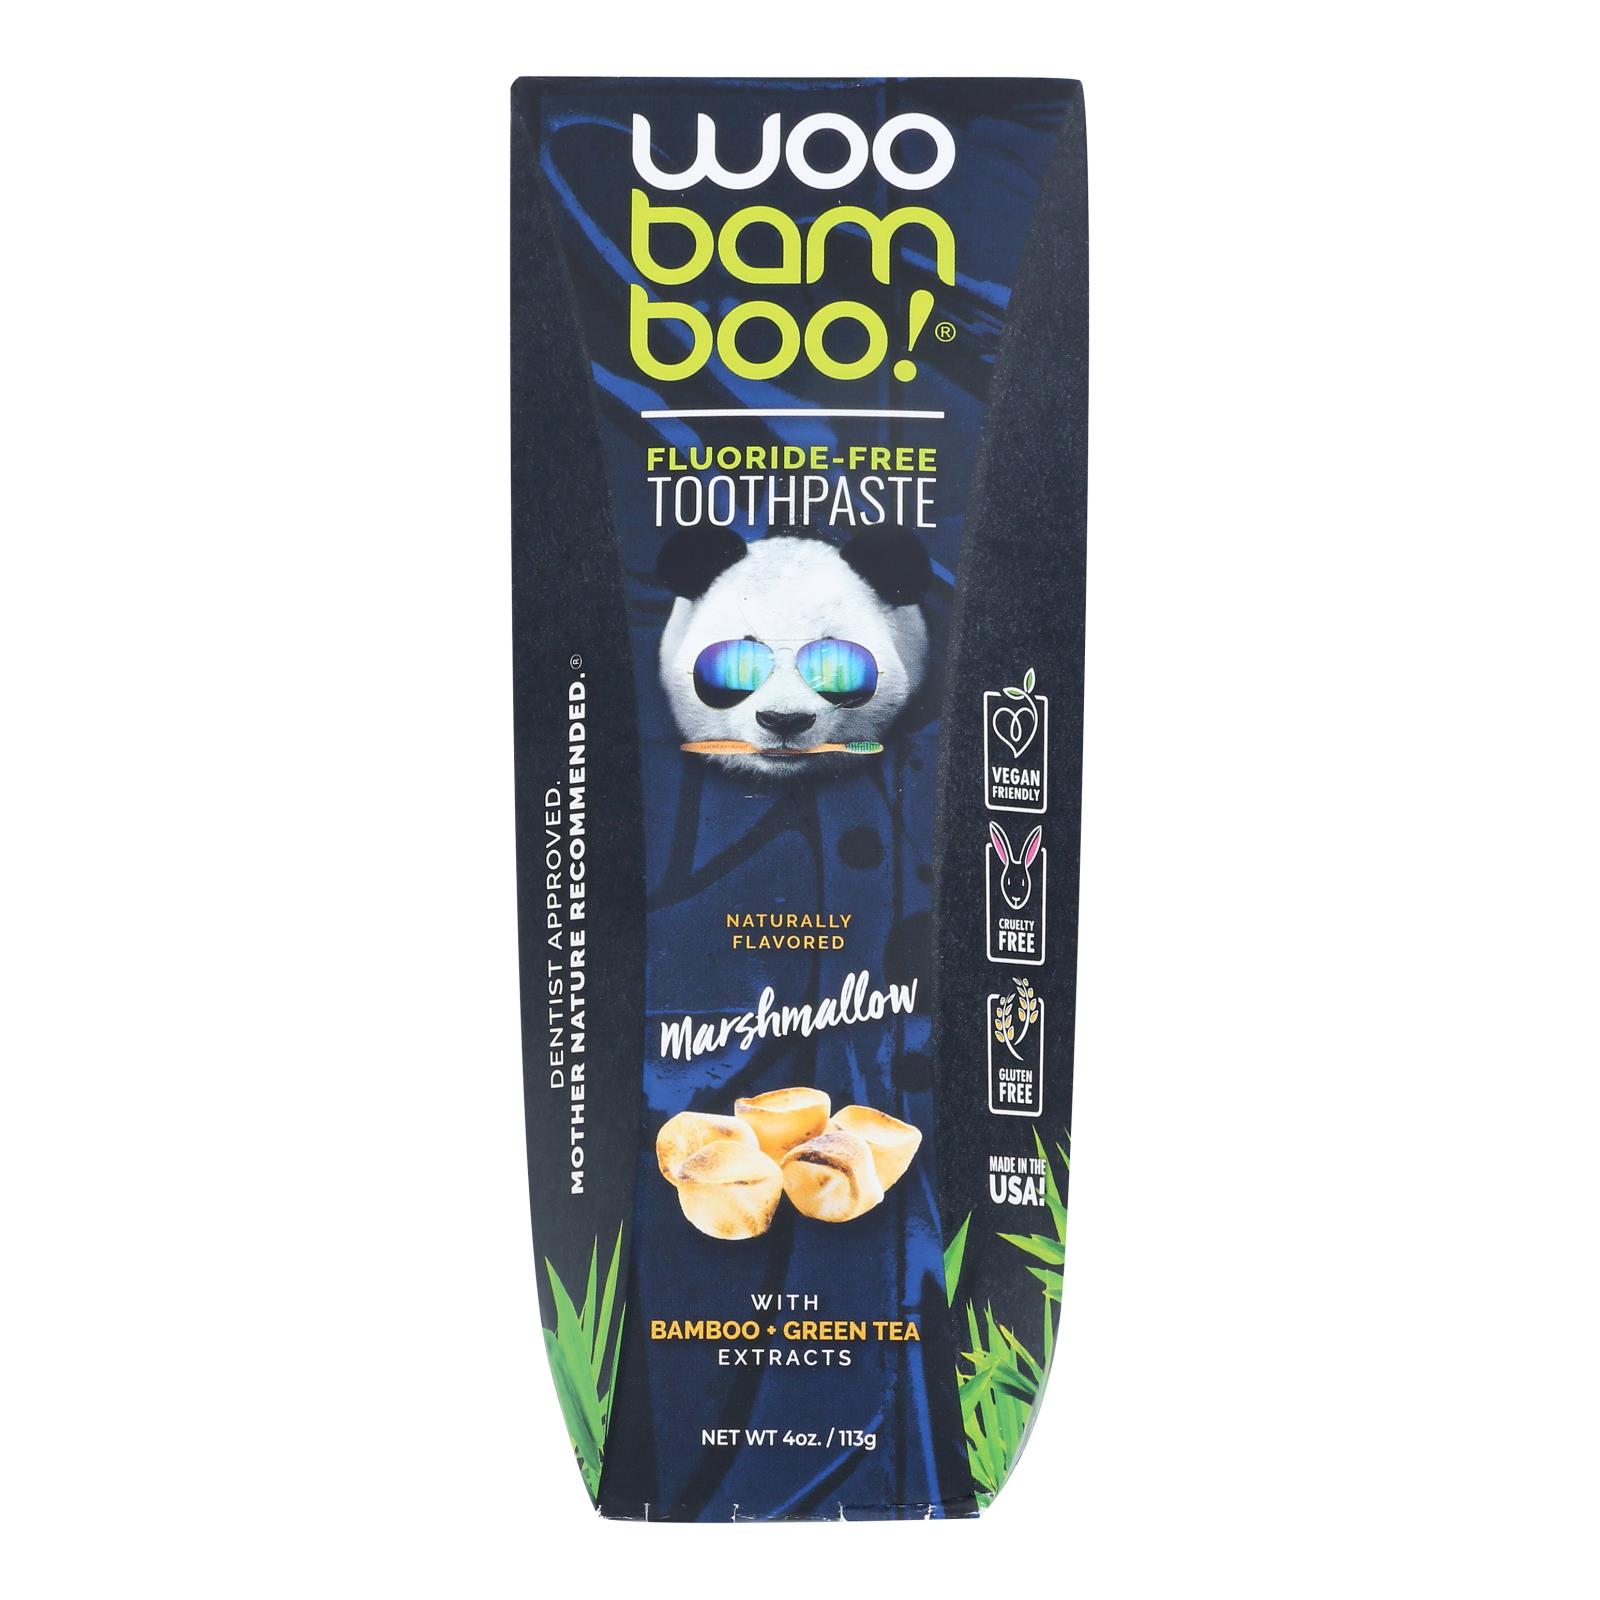 woo
bam
boo!®
FLUORIDE-FREE
TOOTHPASTE
NATURALLY
FLAVORED
Marshmallow
WITH
BAMBOO + GREEN TEA
EXTRACTS
NET WT 4oz. / 113g
DENTIST APPROVED.
MOTHER NATURE RECOMMENDED.®
VEGAN
FRIENDLY
CRUELTY
FREE
GLUTEN
FREE
MADE IN THE
USA!